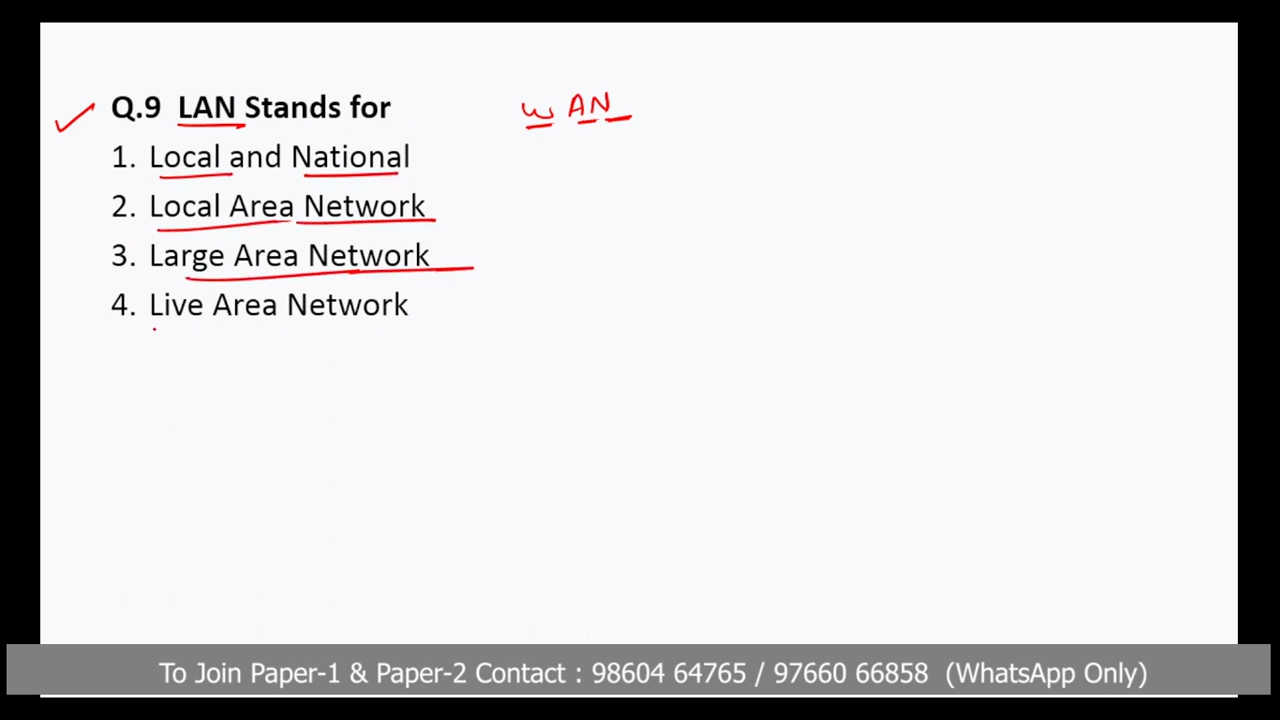 Q.9 LAN Stands for
WAN
1. Local and National
2. Local Area Network
3. Large Area Network
4. Live Area Network
To Join Paper-1 & Paper-2 Contact : 98604 64765 / 97660 66858 (WhatsApp Only)